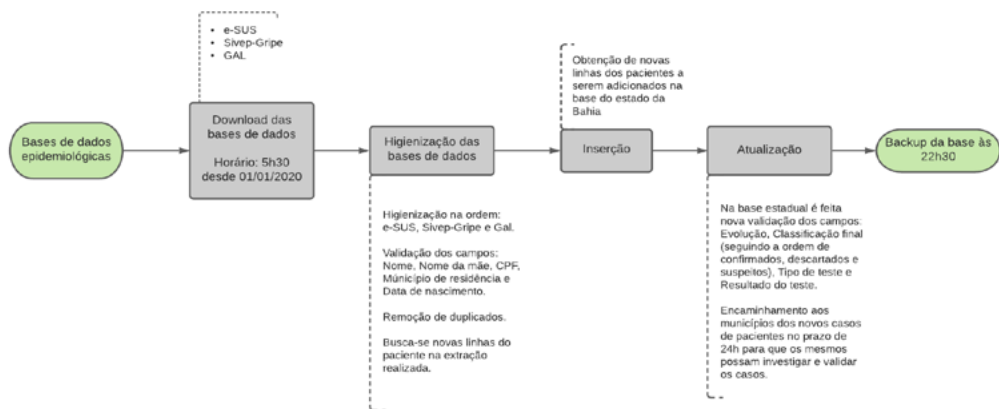 • e-SUS
• Sivep-Gripe
• GAL
Bases de dados
epidemiológicas
Download das
bases de dados
Horário: 5h30
desde 01/01/2020
Higienização das
bases de dados
Higienização na ordem:
e-SUS, Sivep-Gripe e Gal.
Validação dos campos:
Nome, Nome da mãe, CPF,
Múnicípio de residência e
Data de nascimento.
Remoção de duplicados.
Busca-se novas linhas do
paciente na extração
realizada.
Obtenção de novas
linhas dos pacientes a
serem adicionados na
base do estado da
Bahia
Inserção
Atualização
Na base estadual é feita
nova validação dos campos:
Evolução, Classificação final
(seguindo a ordem de
confirmados, descartados e
suspeitos), Tipo de teste e
Resultado do teste.
Encaminhamento aos
municípios dos novos casos
de pacientes no prazo de
24h para que os mesmos
possam investigar e validar
os casos.
Backup da base às
22h30